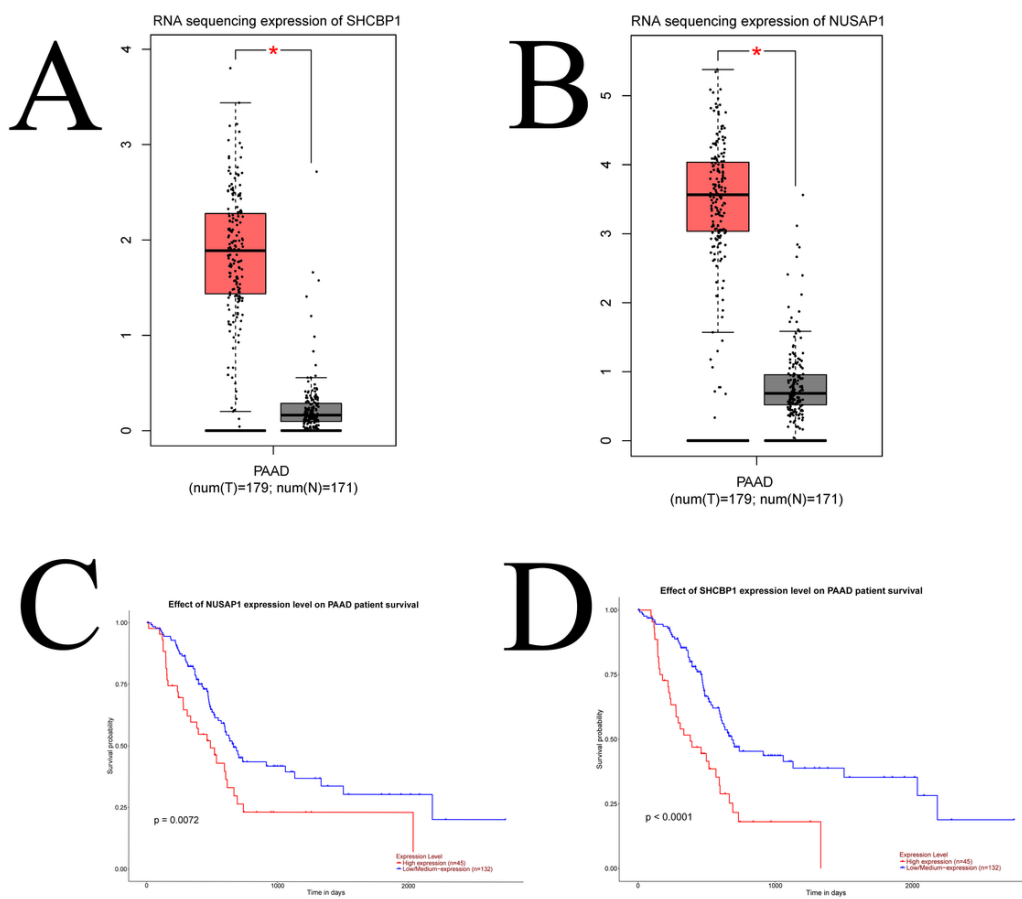 A
RNA sequencing expression of SHCBP1
*
4
3
2
1
0
PAAD
(num(T)=179; num(N)=171)
B
RNA sequencing expression of NUSAP1
*
5
4
3
2
1
0
PAAD
(num(T)=179; num(N)=171)
C
Effect of NUSAP1 expression level on PAAD patient survival
1.00
0.75
0.50
0.25
0.00
Survival probability
p = 0.0072
Expression Level
High expression (n=45)
Low/Medium-expression (n=132)
0
1000
2000
Time in days
D
Effect of SHCBP1 expression level on PAAD patient survival
1.00
0.75
0.50
0.25
0.00
Survival probability
p < 0.0001
Expression Level
High expression (n=45)
Low/Medium-expression (n=132)
0
1000
2000
Time in days